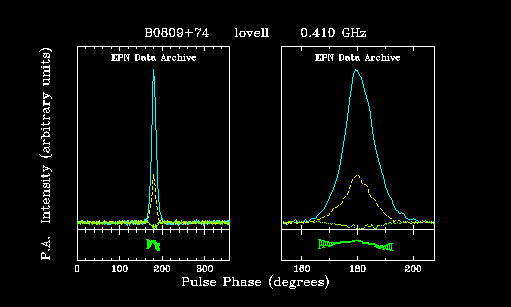 B0809+74 lovell 0.410 GHz
EPN Data Archive
EPN Data Archive
P.A. Intensity (arbitrary units)
0 100 200 300
160 180 200
Pulse Phase (degrees)